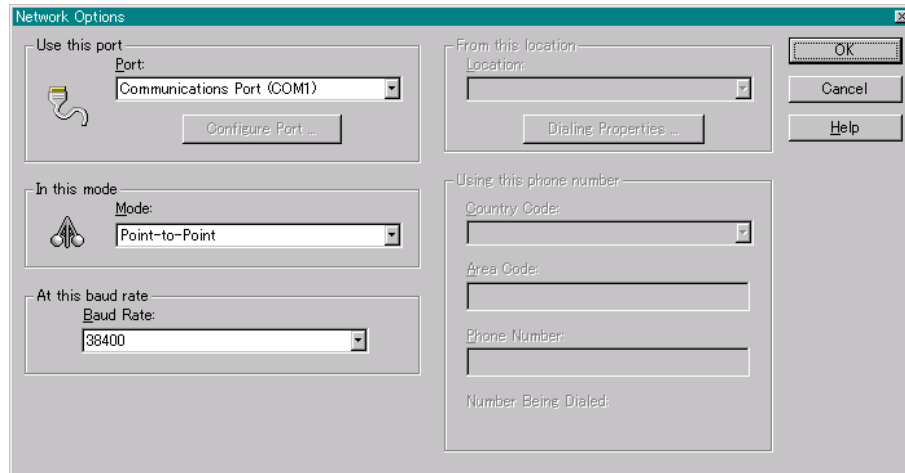 Network Options
Use this port
Port:
Communications Port (COM1)
Configure Port ...
In this mode
Mode:
Point-to-Point
At this baud rate
Baud Rate:
38400
From this location
Location:
Dialing Properties ...
Using this phone number
Country Code:
Area Code:
Phone Number:
Number Being Dialed:
OK
Cancel
Help